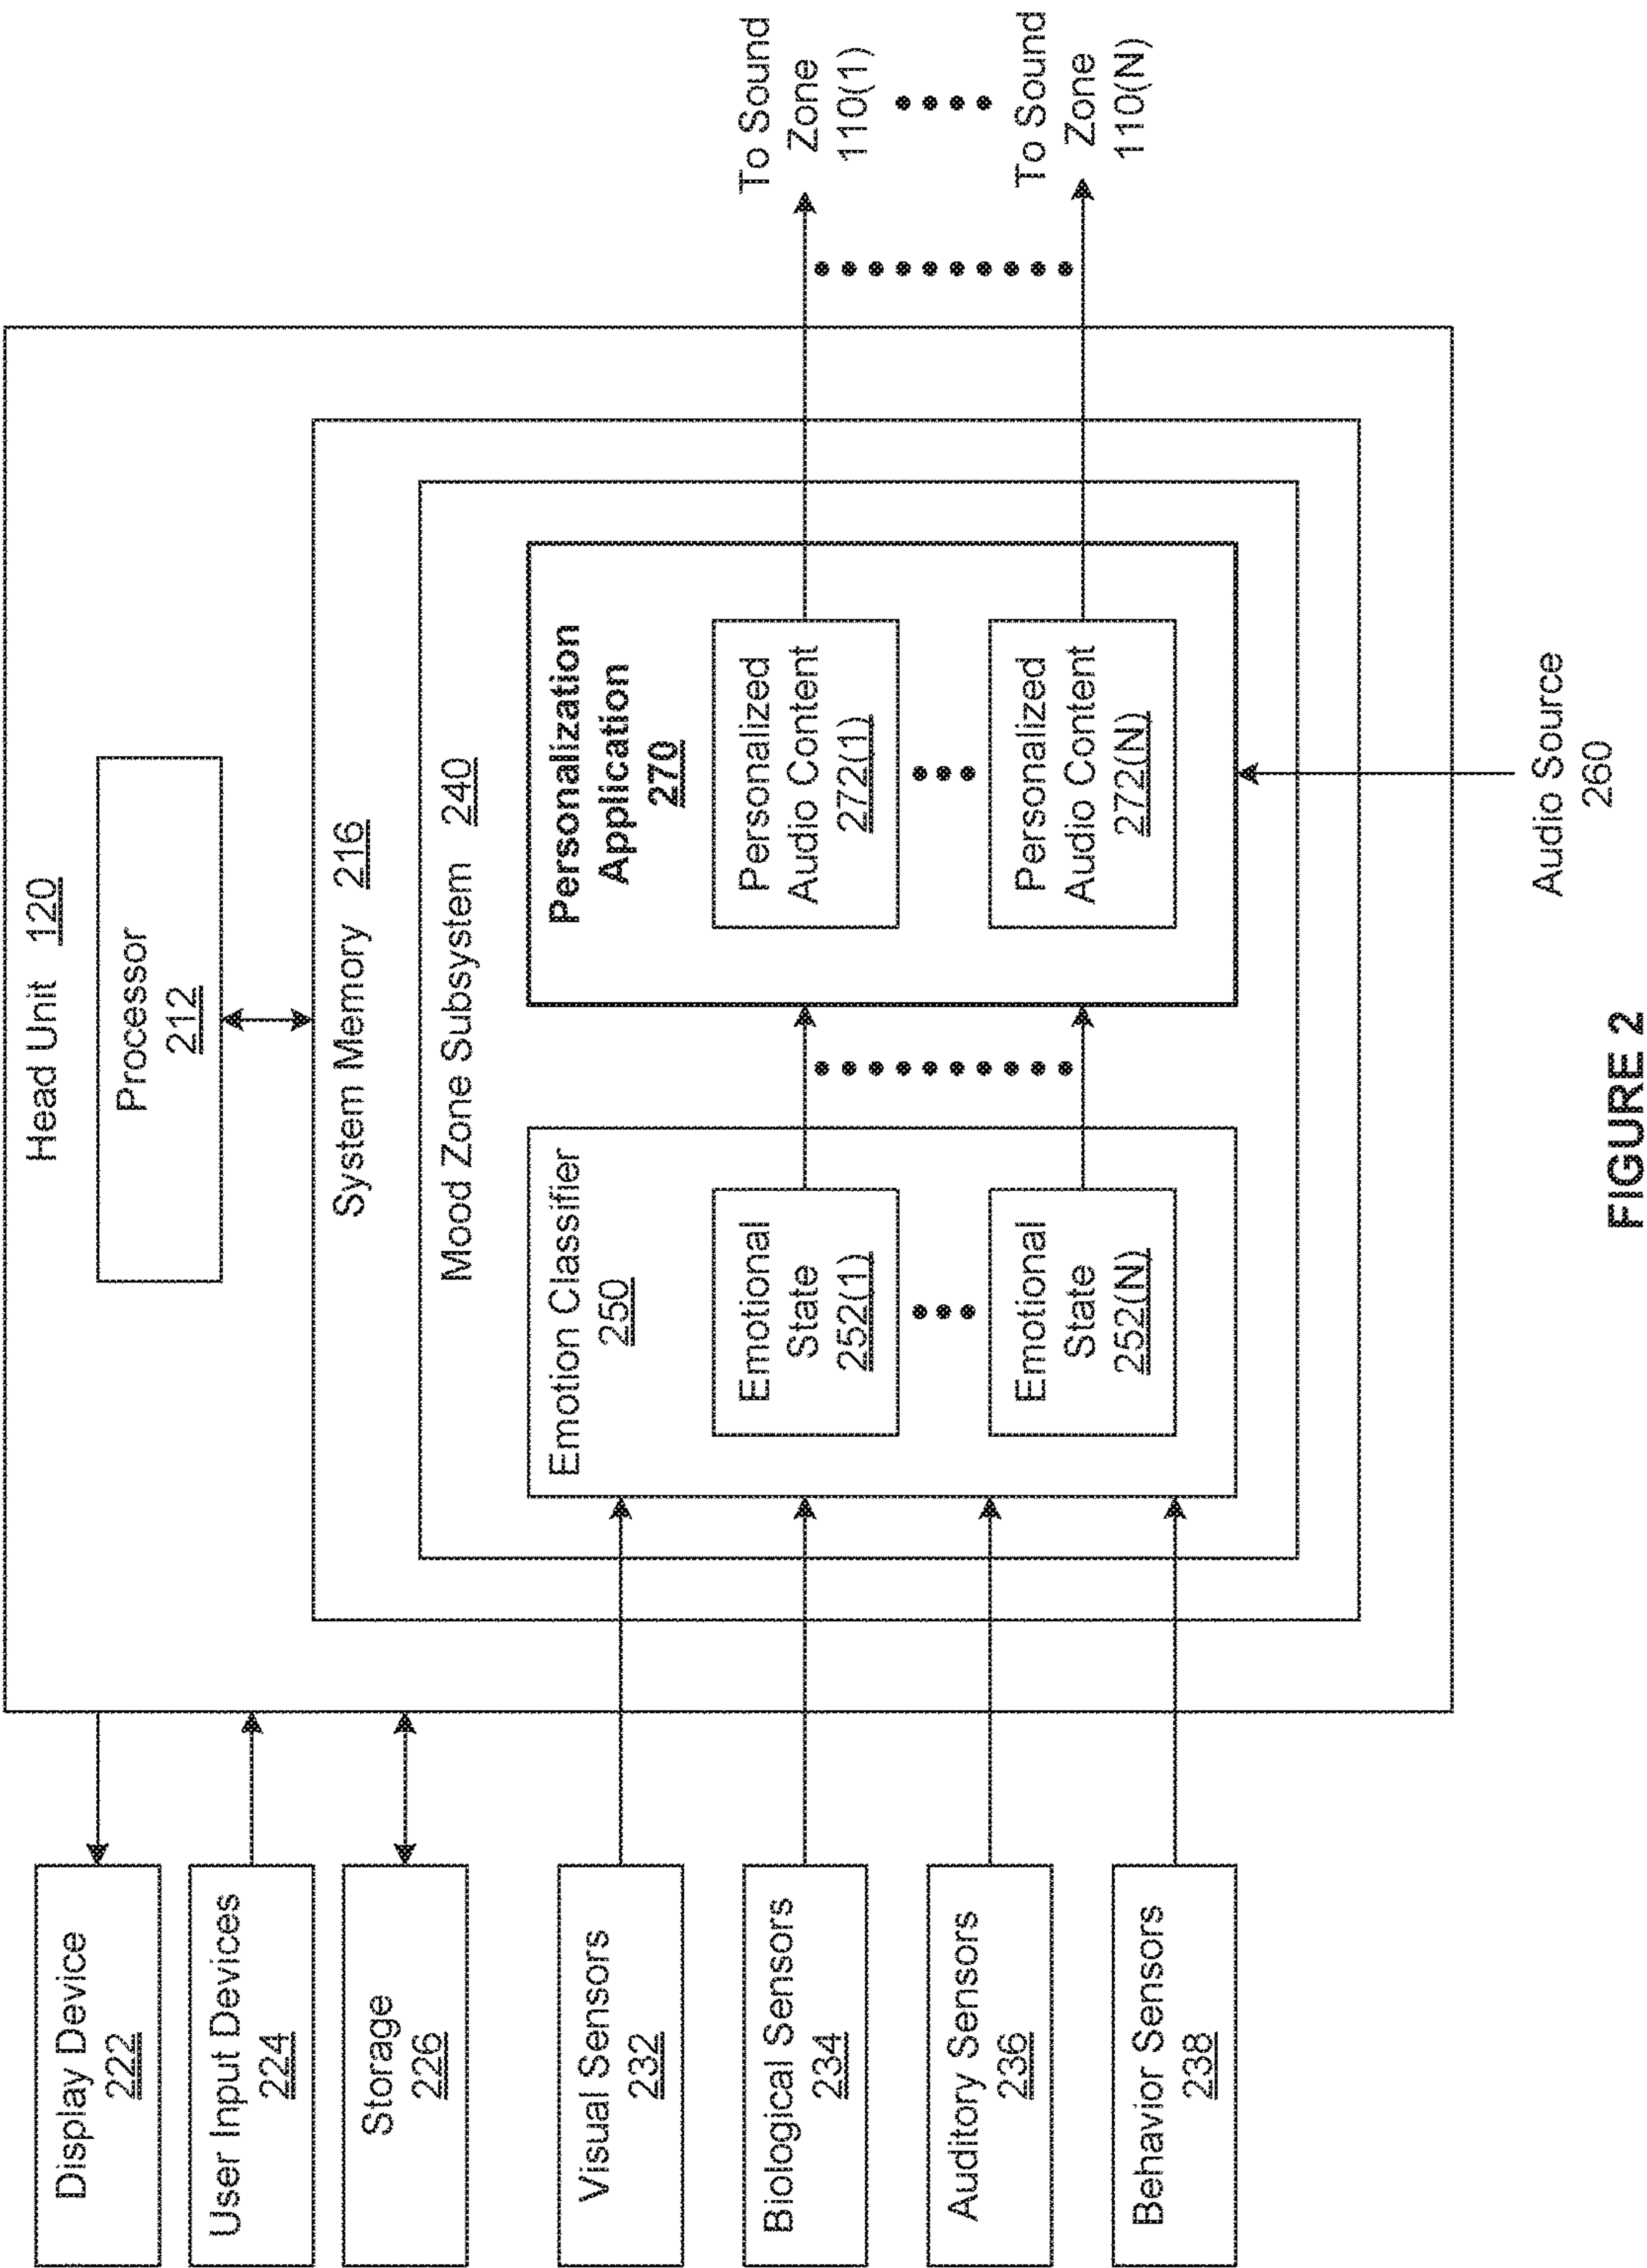 Head Unit 120
Processor
212
System Memory 216
Mood Zone Subsystem 240
Display Device
222
User Input Devices
224
Storage
226
Visual Sensors
232
Biological Sensors
234
Auditory Sensors
236
Behavior Sensors
238
Emotion Classifier
250
Emotional
State
252(1)
Emotional
State
252(N)
Personalization
Application
270
Personalized
Audio Content
272(1)
Personalized
Audio Content
272(N)
To Sound
Zone
110(1)
To Sound
Zone
110(N)
Audio Source
260
FIGURE 2